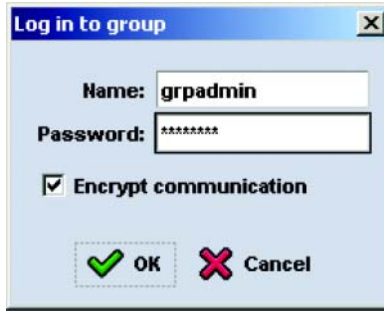 Log in to group
Name: grpadmin
Password: ********
Encrypt communication
OK Cancel